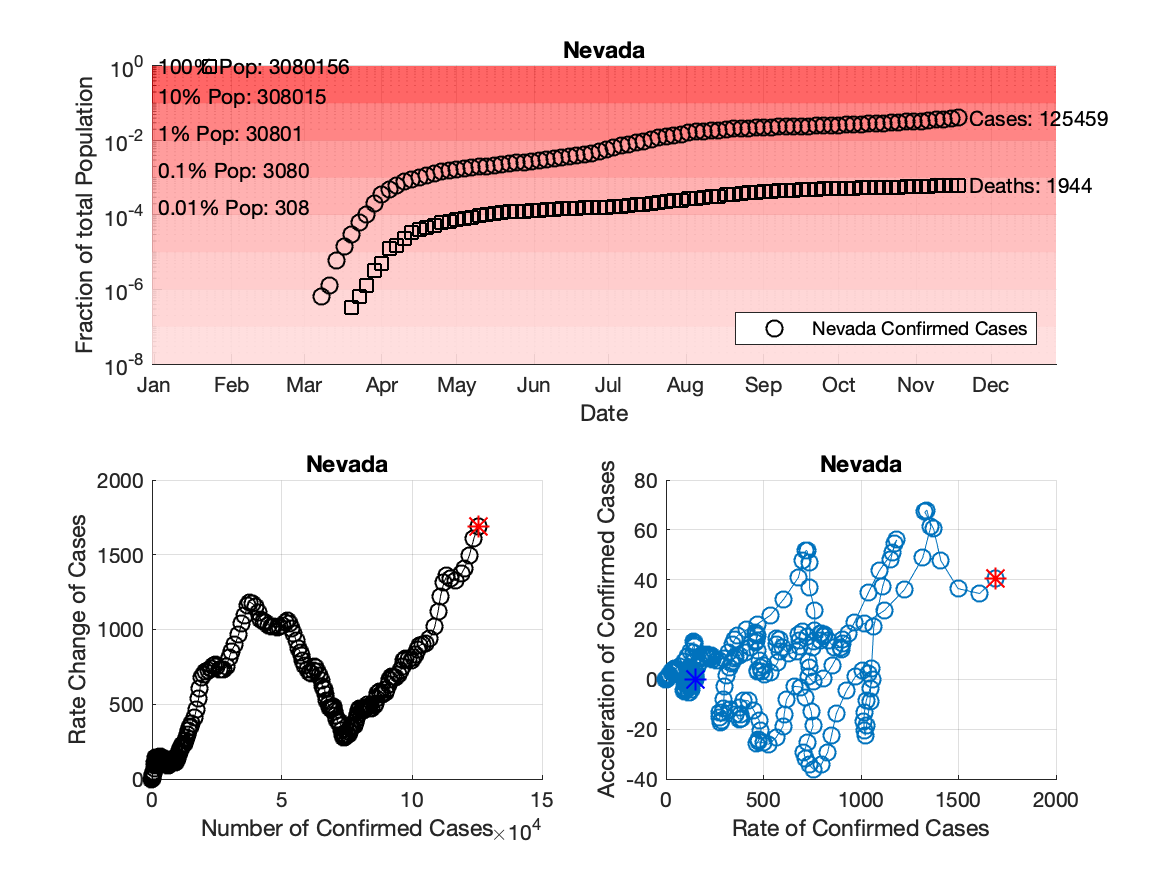 Nevada
10^0
10^-2
10^-4
10^-6
10^-8
Fraction of total Population
100% Pop: 3080156
10% Pop: 308015
1% Pop: 30801
0.1% Pop: 3080
0.01% Pop: 308
Cases: 125459
Deaths: 1944
Nevada Confirmed Cases
Jan Feb Mar Apr May Jun Jul Aug Sep Oct Nov Dec
Date
Nevada
2000
1500
1000
500
0
Rate Change of Cases
0 5 10 15
Number of Confirmed Cases ×10^4
Nevada
80
60
40
20
0
-20
-40
Acceleration of Confirmed Cases
0 500 1000 1500 2000
Rate of Confirmed Cases